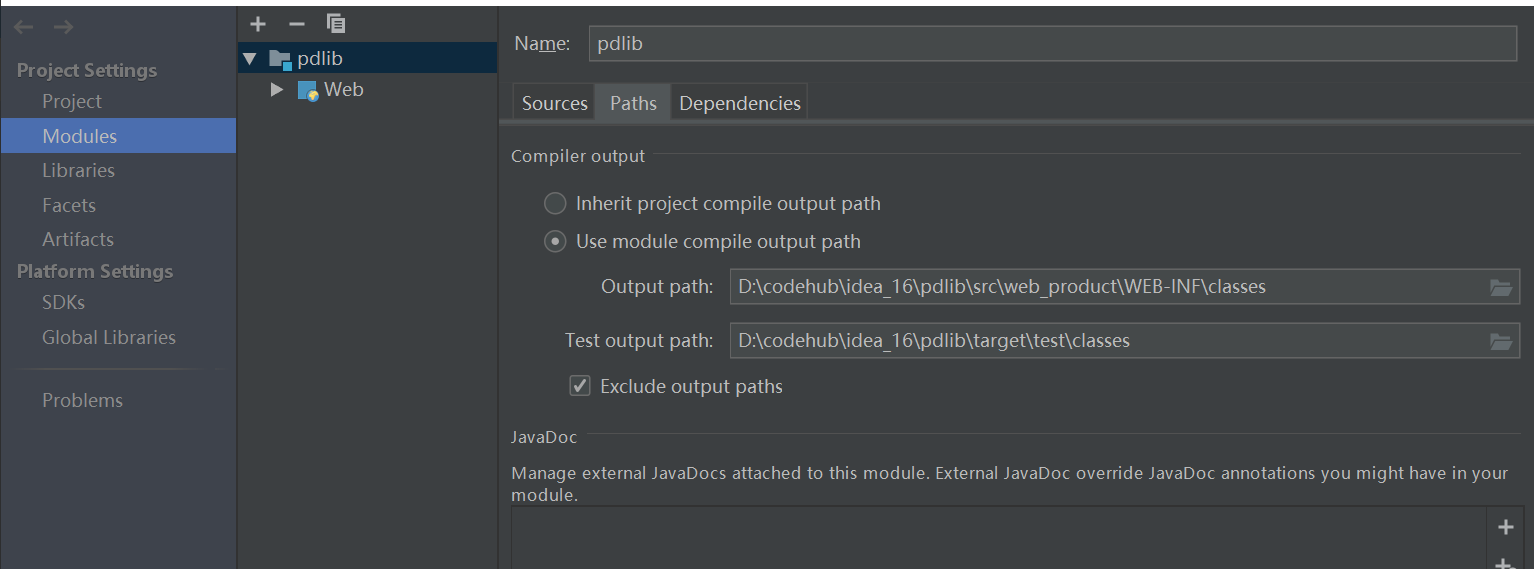 Project Settings
Project
Modules
Libraries
Facets
Artifacts
Platform Settings
SDKs
Global Libraries
Problems
pdlib
Web
Name: pdlib
Sources Paths Dependencies
Compiler output
Inherit project compile output path
Use module compile output path
Output path: D:\codehub\idea_16\pdlib\src\web_product\WEB-INF\classes
Test output path: D:\codehub\idea_16\pdlib\target\test\classes
Exclude output paths
JavaDoc
Manage external JavaDocs attached to this module. External JavaDoc override JavaDoc annotations you might have in your
module.